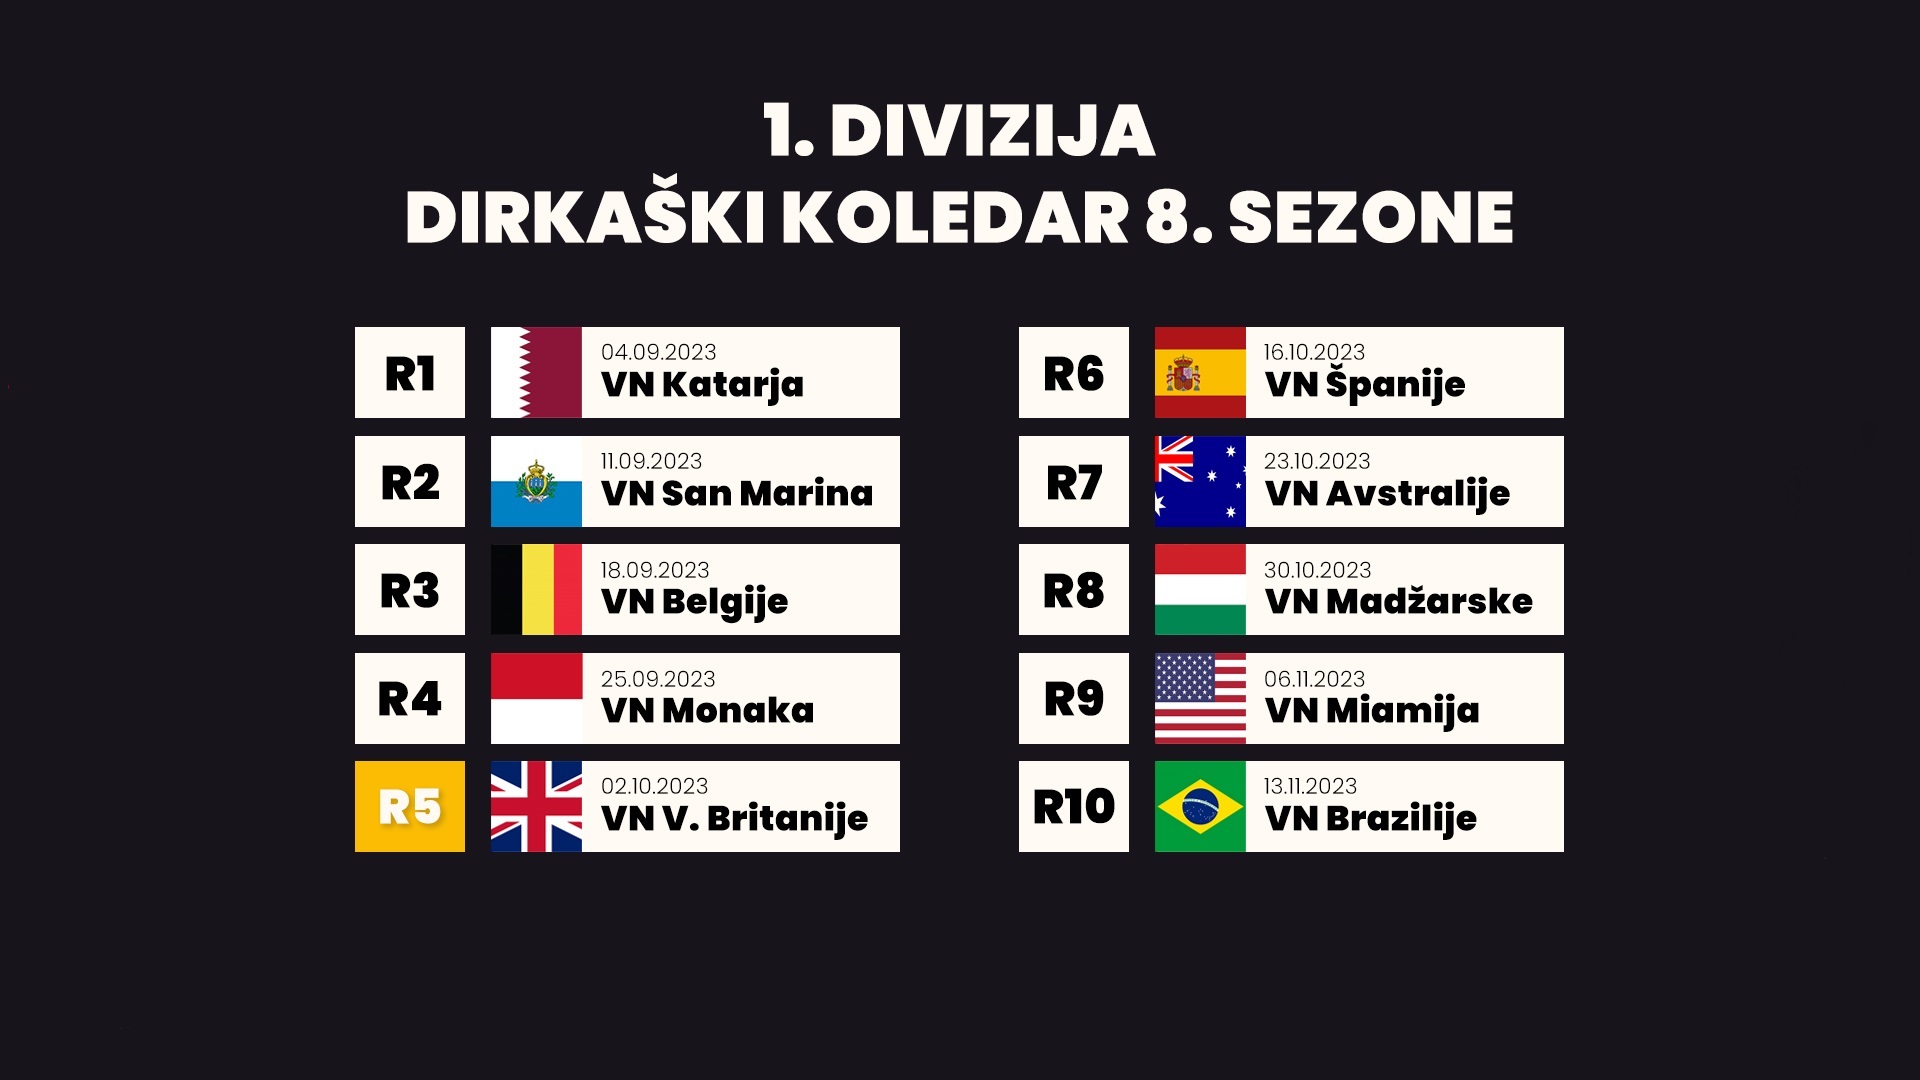 1. DIVIZIJA
DIRKAŠKI KOLEDAR 8. SEZONE
R1
04.09.2023
VN Katarja
R2
11.09.2023
VN San Marina
R3
18.09.2023
VN Belgije
R4
25.09.2023
VN Monaka
R5
02.10.2023
VN V. Britanije
R6
16.10.2023
VN Španije
R7
23.10.2023
VN Avstralije
R8
30.10.2023
VN Madžarske
R9
06.11.2023
VN Miamija
R10
13.11.2023
VN Brazilije